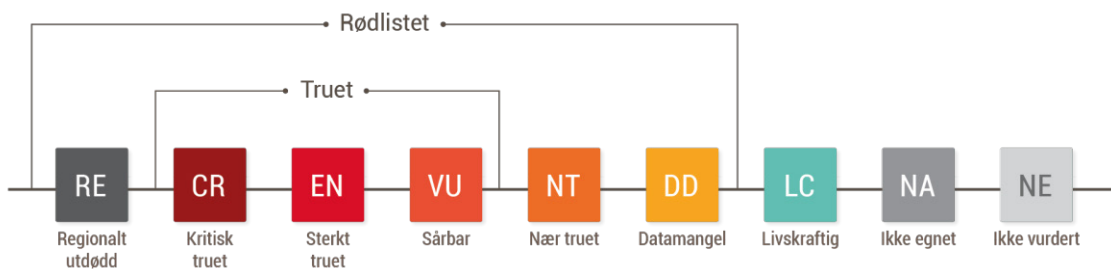 Rødlistet
Truet
RE
CR
EN
VU
NT
DD
LC
NA
NE
Regionalt
utdødd
Kritisk
truet
Sterkt
truet
Sårbar
Nær truet
Datamangel
Livskraftig
Ikke egnet
Ikke vurdert